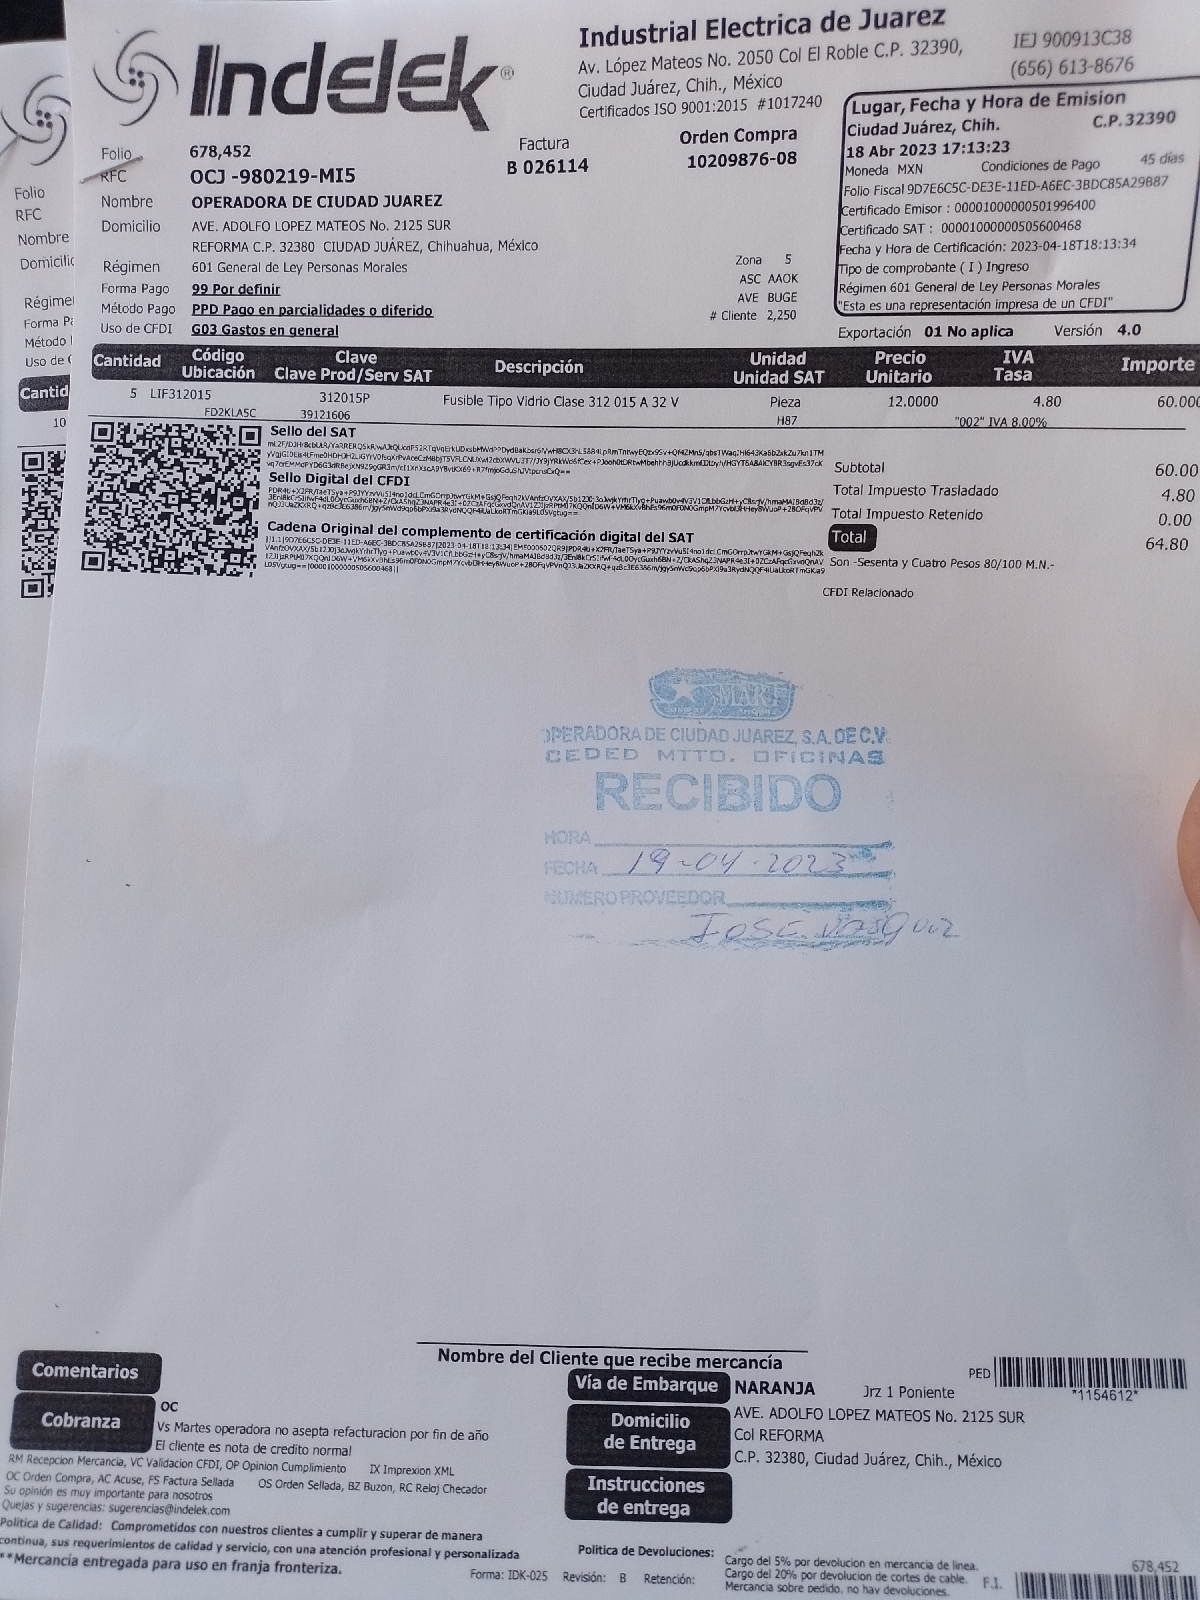 Indelek®
Industrial Electrica de Juarez
Av. López Mateos No. 2050 Col El Roble C.P. 32390,
Ciudad Juárez, Chih., México
Certificados ISO 9001:2015 #1017240
IEJ 900913C38
(656) 613-8676
Folio 678,452
Factura
B 026114
Orden Compra
10209876-08
Lugar, Fecha y Hora de Emision
Ciudad Juárez, Chih. C.P. 32390
18 Abr 2023 17:13:23
Moneda MXN Condiciones de Pago 45 días
Folio Fiscal 9D7E6C5C-DE3E-11ED-A6EC-3BDC85A29B87
Certificado Emisor : 00001000000501996400
Certificado SAT : 00001000000505600468
Fecha y Hora de Certificación: 2023-04-18T18:13:34
Tipo de comprobante ( I ) Ingreso
Régimen 601 General de Ley Personas Morales
"Esta es una representación impresa de un CFDI"
RFC OCJ -980219-MI5
Nombre OPERADORA DE CIUDAD JUAREZ
Domicilio AVE. ADOLFO LOPEZ MATEOS No. 2125 SUR
REFORMA C.P. 32380 CIUDAD JUÁREZ, Chihuahua, México
Régimen 601 General de Ley Personas Morales
Forma Pago 99 Por definir
Método Pago PPD Pago en parcialidades o diferido
Uso de CFDI G03 Gastos en general
Zona 5
ASC AAOK
AVE BUGE
# Cliente 2,250
Exportación 01 No aplica Versión 4.0
Cantidad Código Ubicación Clave Clave Prod/Serv SAT Descripción Unidad Unidad SAT Precio Unitario IVA Tasa Importe
5 LIF312015 312015P Fusible Tipo Vidrio Clase 312 015 A 32 V Pieza 12.0000 4.80 60.000
FD2KLA5C 39121606 H87 "002" IVA 8.00%
Sello del SAT
Sello Digital del CFDI
Cadena Original del complemento de certificación digital del SAT
Subtotal 60.00
Total Impuesto Trasladado 4.80
Total Impuesto Retenido 0.00
Total 64.80
Son -Sesenta y Cuatro Pesos 80/100 M.N.-
CFDI Relacionado
SMART
OPERADORA DE CIUDAD JUAREZ, S.A. DE C.V.
CEDED MTTO. OFICINAS
RECIBIDO
HORA
FECHA 19-04-2023
NUMERO PROVEEDOR
Nombre del Cliente que recibe mercancía
Comentarios
Cobranza
OC
Vs Martes operadora no asepta refacturacion por fin de año
El cliente es nota de credito normal
RM Recepcion Mercancia, VC Validacion CFDI, OP Opinion Cumplimiento IX Imprexion XML
OC Orden Compra, AC Acuse, FS Factura Sellada OS Orden Sellada, BZ Buzon, RC Reloj Checador
Su opinión es muy importante para nosotros
Quejas y sugerencias: sugerencias@indelek.com
Politica de Calidad: Comprometidos con nuestros clientes a cumplir y superar de manera
continua, sus requerimientos de calidad y servicio, con una atención profesional y personalizada
**Mercancia entregada para uso en franja fronteriza.
Vía de Embarque NARANJA Jrz 1 Poniente
PED *1154612*
Domicilio de Entrega
AVE. ADOLFO LOPEZ MATEOS No. 2125 SUR
Col REFORMA
C.P. 32380, Ciudad Juárez, Chih., México
Instrucciones de entrega
Forma: IDK-025 Revisión: B Retención:
Politica de Devoluciones:
Cargo del 5% por devolucion en mercancia de linea.
Cargo del 20% por devolucion de cortes de cable.
Mercancia sobre pedido, no hay devoluciones.
F.I. 678,452
Folio
RFC
Nombre
Domicilio
Forma
Método
Uso de
10